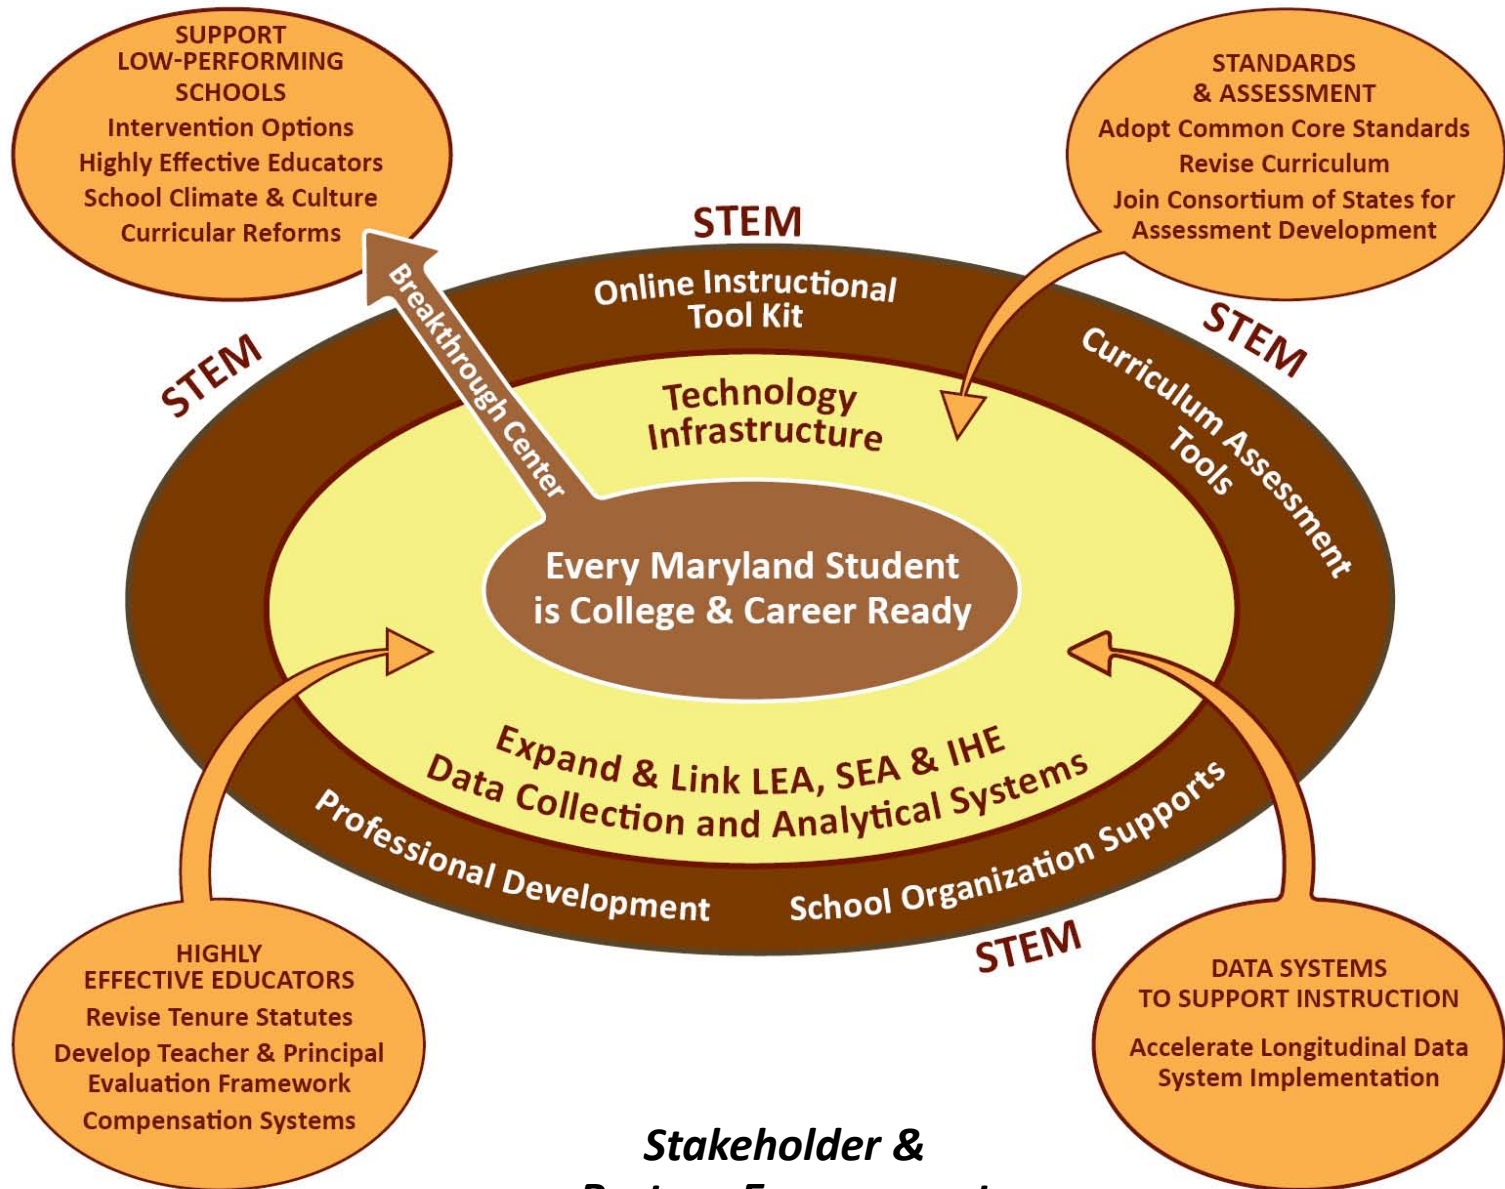 SUPPORT
LOW-PERFORMING
SCHOOLS
Intervention Options
Highly Effective Educators
School Climate & Culture
Curricular Reforms
STANDARDS
& ASSESSMENT
Adopt Common Core Standards
Revise Curriculum
Join Consortium of States for
Assessment Development
STEM
STEM
STEM
Breakthrough Center
Online Instructional
Tool Kit
Curriculum Assessment
Tools
Technology
Infrastructure
Every Maryland Student
is College & Career Ready
Expand & Link LEA, SEA & IHE
Data Collection and Analytical Systems
Professional Development
School Organization Supports
STEM
HIGHLY
EFFECTIVE EDUCATORS
Revise Tenure Statutes
Develop Teacher & Principal
Evaluation Framework
Compensation Systems
DATA SYSTEMS
TO SUPPORT INSTRUCTION
Accelerate Longitudinal Data
System Implementation
Stakeholder &